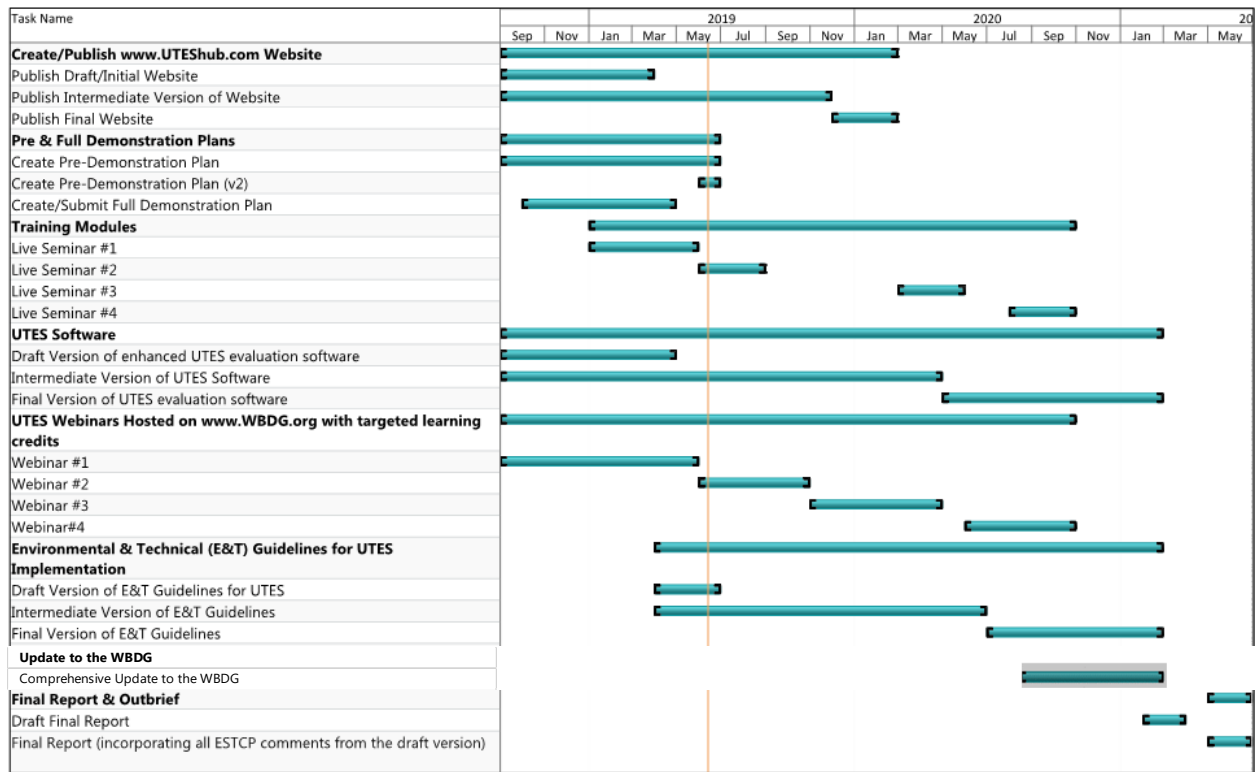 Task Name
2019 2020 20
Sep Nov Jan Mar May Jul Sep Nov Jan Mar May Jul Sep Nov Jan Mar May
Create/Publish www.UTEShub.com Website
Publish Draft/Initial Website
Publish Intermediate Version of Website
Publish Final Website
Pre & Full Demonstration Plans
Create Pre-Demonstration Plan
Create Pre-Demonstration Plan (v2)
Create/Submit Full Demonstration Plan
Training Modules
Live Seminar #1
Live Seminar #2
Live Seminar #3
Live Seminar #4
UTES Software
Draft Version of enhanced UTES evaluation software
Intermediate Version of UTES Software
Final Version of UTES evaluation software
UTES Webinars Hosted on www.WBDG.org with targeted learning
credits
Webinar #1
Webinar #2
Webinar #3
Webinar#4
Environmental & Technical (E&T) Guidelines for UTES
Implementation
Draft Version of E&T Guidelines for UTES
Intermediate Version of E&T Guidelines
Final Version of E&T Guidelines
Update to the WBDG
Comprehensive Update to the WBDG
Final Report & Outbrief
Draft Final Report
Final Report (incorporating all ESTCP comments from the draft version)